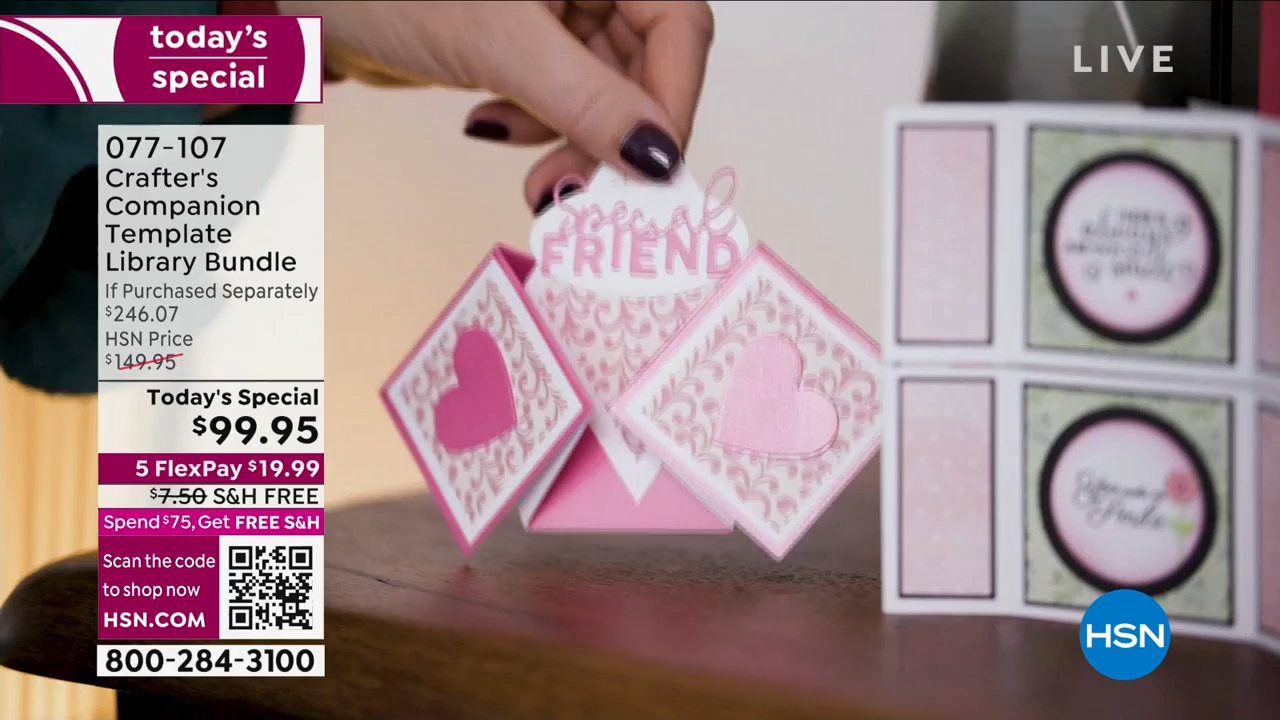 today's
special
LIVE
077-107
Crafter's
Companion
Template
Library Bundle
If Purchased Separately
$246.07
HSN Price
$149.95
Today's Special
$99.95
5 FlexPay $19.99
$7.50 S&H FREE
Spend $75, Get FREE S&H
Scan the code
to shop now
HSN.COM
800-284-3100
special
FRIEND
HSN